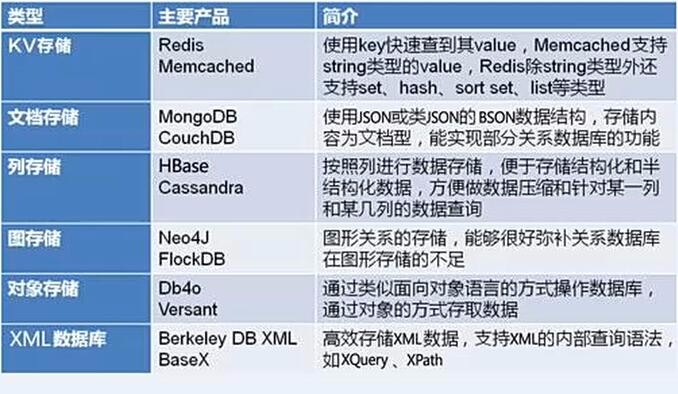 类型 主要产品 简介
KV存储 Redis 使用key快速查到其value，Memcached支持
Memcached string类型的value，Redis除string类型外还
支持set、hash、sort set、list等类型
文档存储 MongoDB 使用JSON或类JSON的BSON数据结构，存储内
CouchDB 容为文档型，能实现部分关系数据库的功能
列存储 HBase 按照列进行数据存储，便于存储结构化和半
Cassandra 结构化数据，方便做数据压缩和针对某一列
和某几列的数据查询
图存储 Neo4J 图形关系的存储，能够很好弥补关系数据库
FlockDB 在图形存储的不足
对象存储 Db4o 通过类似面向对象语言的方式操作数据库，
Versant 通过对象的方式存取数据
XML数据库 Berkeley DB XML 高效存储XML数据，支持XML的内部查询语法，
BaseX 如XQuery、XPath